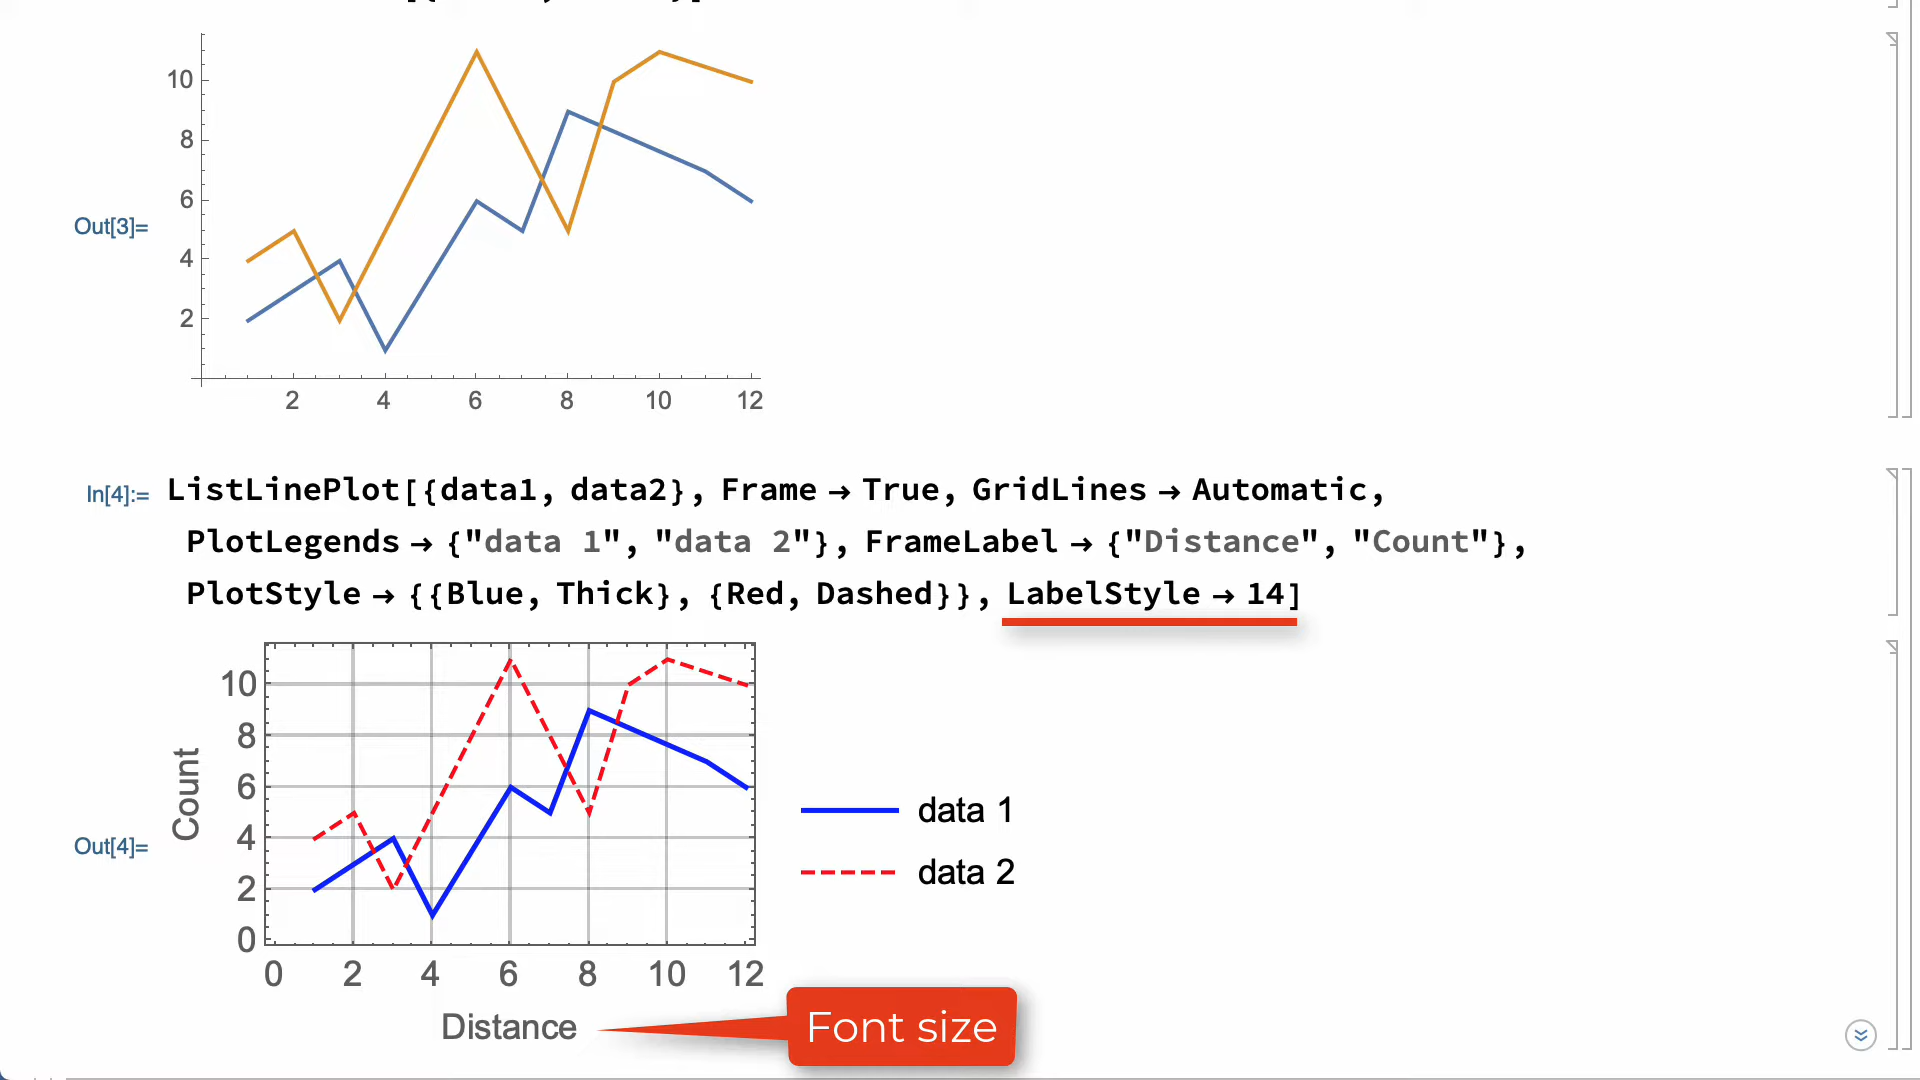 10
8
6
Out[3]=
4
2
2 4 6 8 10 12
In[4]:= ListLinePlot[{data1, data2}, Frame → True, GridLines → Automatic,
PlotLegends → {"data 1", "data 2"}, FrameLabel → {"Distance", "Count"},
PlotStyle → {{Blue, Thick}, {Red, Dashed}}, LabelStyle → 14]
10
8
6
Count
4
Out[4]=
2
0
0 2 4 6 8 10 12
Distance
data 1
data 2
Font size